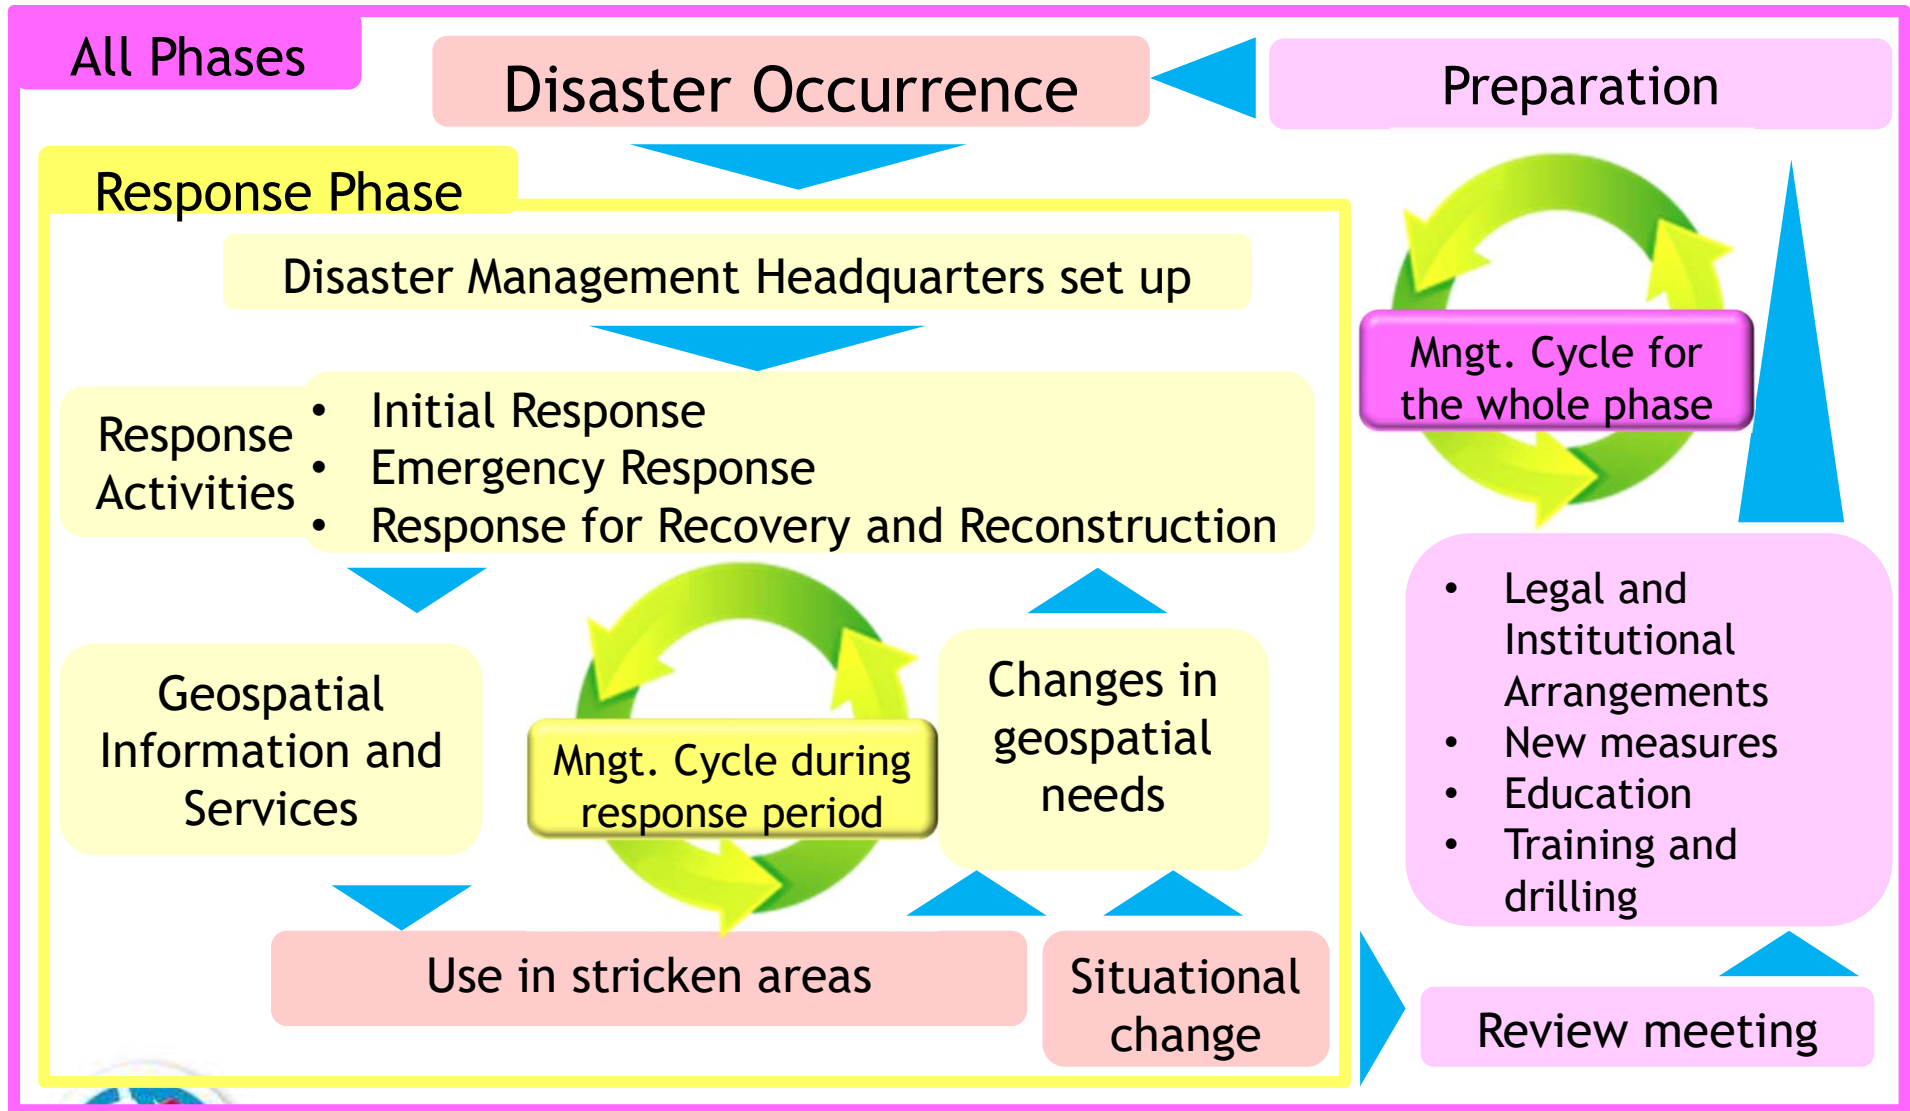 All Phases
Disaster Occurrence
Preparation
Response Phase
Disaster Management Headquarters set up
Response
Activities
• Initial Response
• Emergency Response
• Response for Recovery and Reconstruction
Mngt. Cycle for
the whole phase
Geospatial
Information and
Services
Mngt. Cycle during
response period
Changes in
geospatial
needs
• Legal and
Institutional
Arrangements
• New measures
• Education
• Training and
drilling
Use in stricken areas
Situational
change
Review meeting